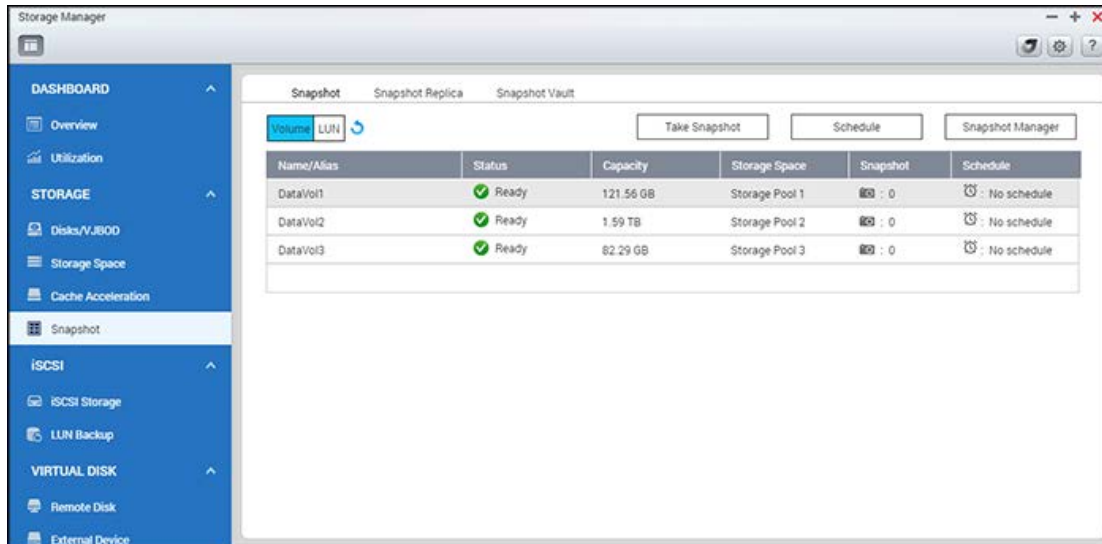 Storage Manager
DASHBOARD
Overview
Utilization
STORAGE
Disks/VJBOD
Storage Space
Cache Acceleration
Snapshot
iSCSI
iSCSI Storage
LUN Backup
VIRTUAL DISK
Remote Disk
External Device
Snapshot Snapshot Replica Snapshot Vault
Volume LUN Take Snapshot Schedule Snapshot Manager
Name/Alias Status Capacity Storage Space Snapshot Schedule
DataVol1 Ready 121.56 GB Storage Pool 1 : 0 : No schedule
DataVol2 Ready 1.59 TB Storage Pool 2 : 0 : No schedule
DataVol3 Ready 82.29 GB Storage Pool 3 : 0 : No schedule